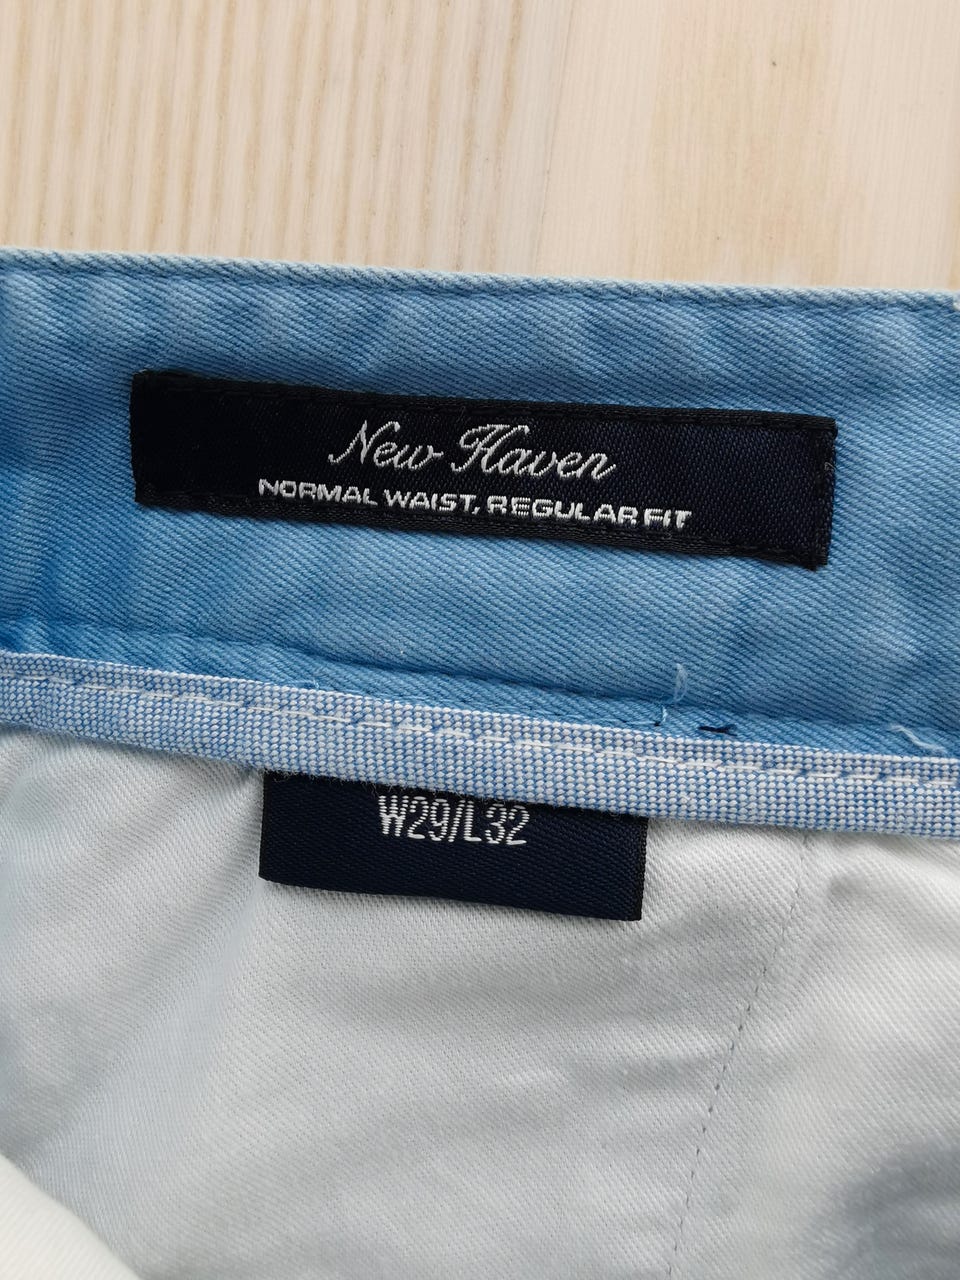 New Haven
NORMAL WAIST, REGULAR FIT
W29/L32